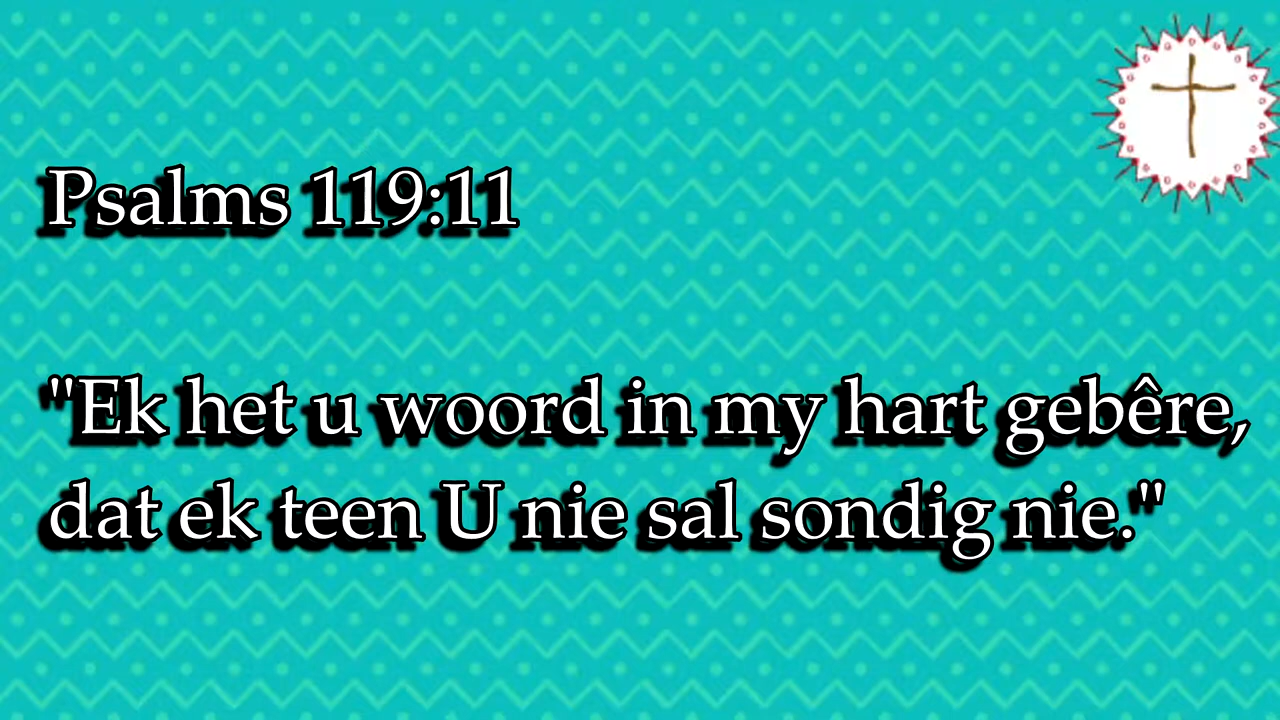 Psalms 119:11
"Ek het u woord in my hart gebêre,
dat ek teen U nie sal sondig nie."